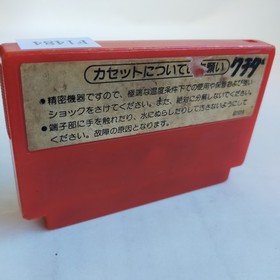 カセットについてのお願い
クラタ
●精密機器ですので、極端な温度条件下での使用や保管および強い
ショックをさけてください。また、絶対に分解しないでください。
●端子部に手を触れたり、水にぬらしたりして汚さないようにして
ください。故障の原因となります。